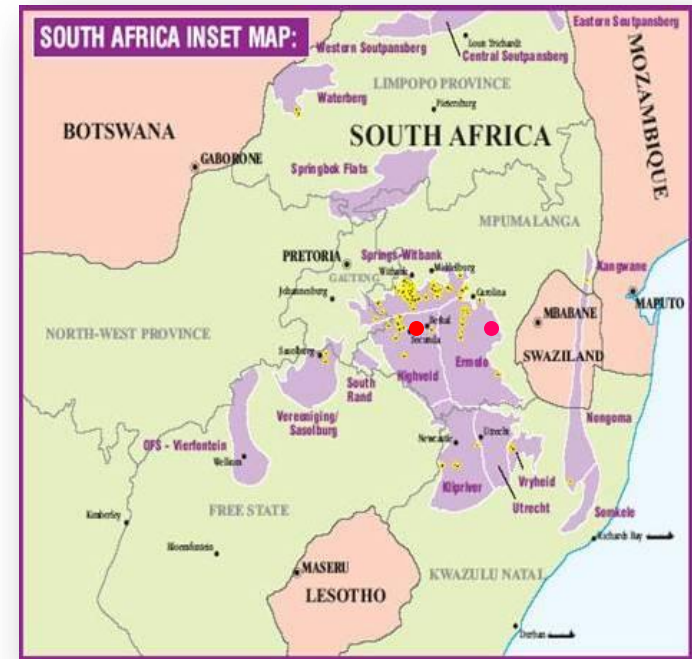 SOUTH AFRICA INSET MAP:
Eastern Soutpansberg
Western Soutpansberg
Louis Trichardt
Central Soutpansberg
LIMPOPO PROVINCE
Waterberg
Pietersburg
MOZAMBIQUE
BOTSWANA
SOUTH AFRICA
GABORONE
Springbok Flats
MPUMALANGA
PRETORIA
Springs-Witbank
Witbank
Middelburg
Kangwane
GAUTENG
Johannesburg
Carolina
MAPUTO
MBABANE
NORTH-WEST PROVINCE
Bethal
Secunda
SWAZILAND
Sasolburg
Ermelo
Highveld
South
Rand
Vereeniging/
Sasolburg
Nongoma
OFS - Vierfontein
Newcastle
Utrecht
Welkom
Vryheid
Klipriver
Utrecht
FREE STATE
Somkele
Kimberley
Richards Bay
Bloemfontein
MASERU
KWAZULU NATAL
LESOTHO
Durban